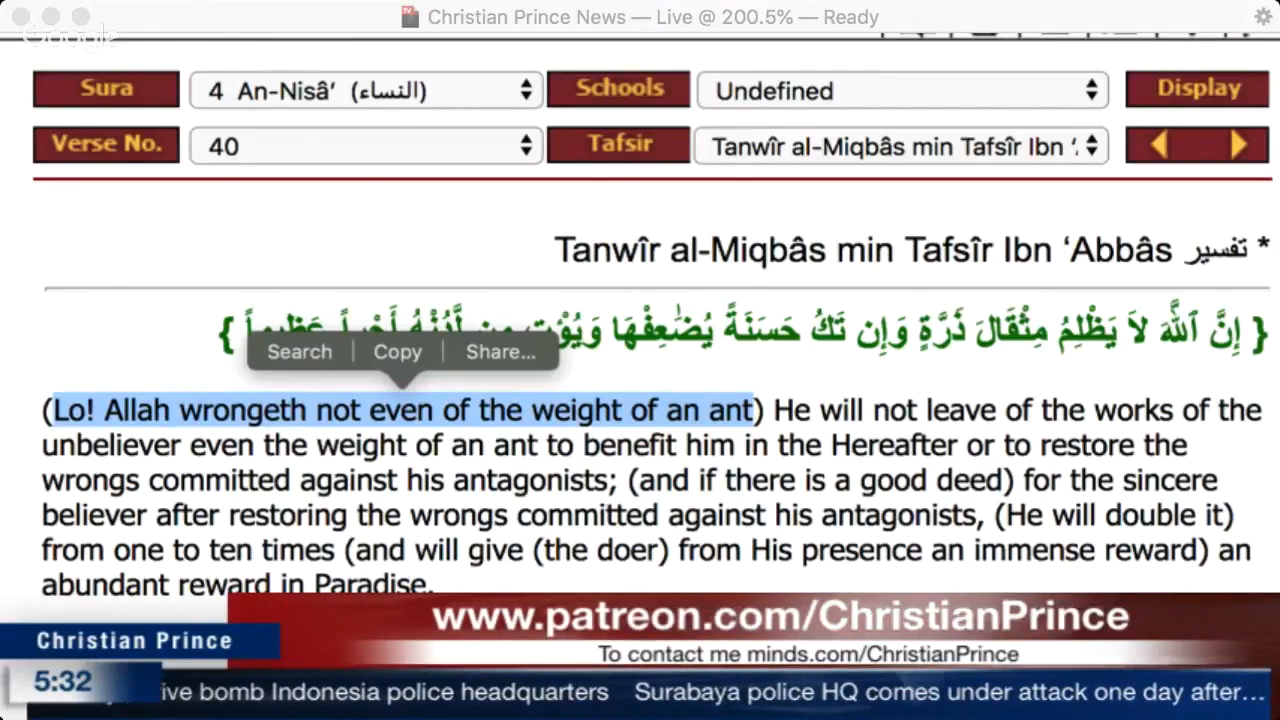 Christian Prince News — Live @ 200.5% — Ready
Google
Sura 4 An-Nisâ’ (النساء) Schools Undefined Display
Verse No. 40 Tafsir Tanwîr al-Miqbâs min Tafsîr Ibn ‘
* تفسير Tanwîr al-Miqbâs min Tafsîr Ibn ‘Abbâs
{ إِنَّ ٱللَّهَ لاَ يَظْلِمُ مِثْقَالَ ذَرَّةٍ وَإِن تَكُ حَسَنَةً يُضَٰعِفْهَا وَيُؤْتِ مِن لَّدُنْهُ أَجْراً عَظِيماً }
Search Copy Share...
(Lo! Allah wrongeth not even of the weight of an ant) He will not leave of the works of the
unbeliever even the weight of an ant to benefit him in the Hereafter or to restore the
wrongs committed against his antagonists; (and if there is a good deed) for the sincere
believer after restoring the wrongs committed against his antagonists, (He will double it)
from one to ten times (and will give (the doer) from His presence an immense reward) an
abundant reward in Paradise.
www.patreon.com/ChristianPrince
Christian Prince
To contact me minds.com/ChristianPrince
5:32
bomb Indonesia police headquarters Surabaya police HQ comes under attack one day after...